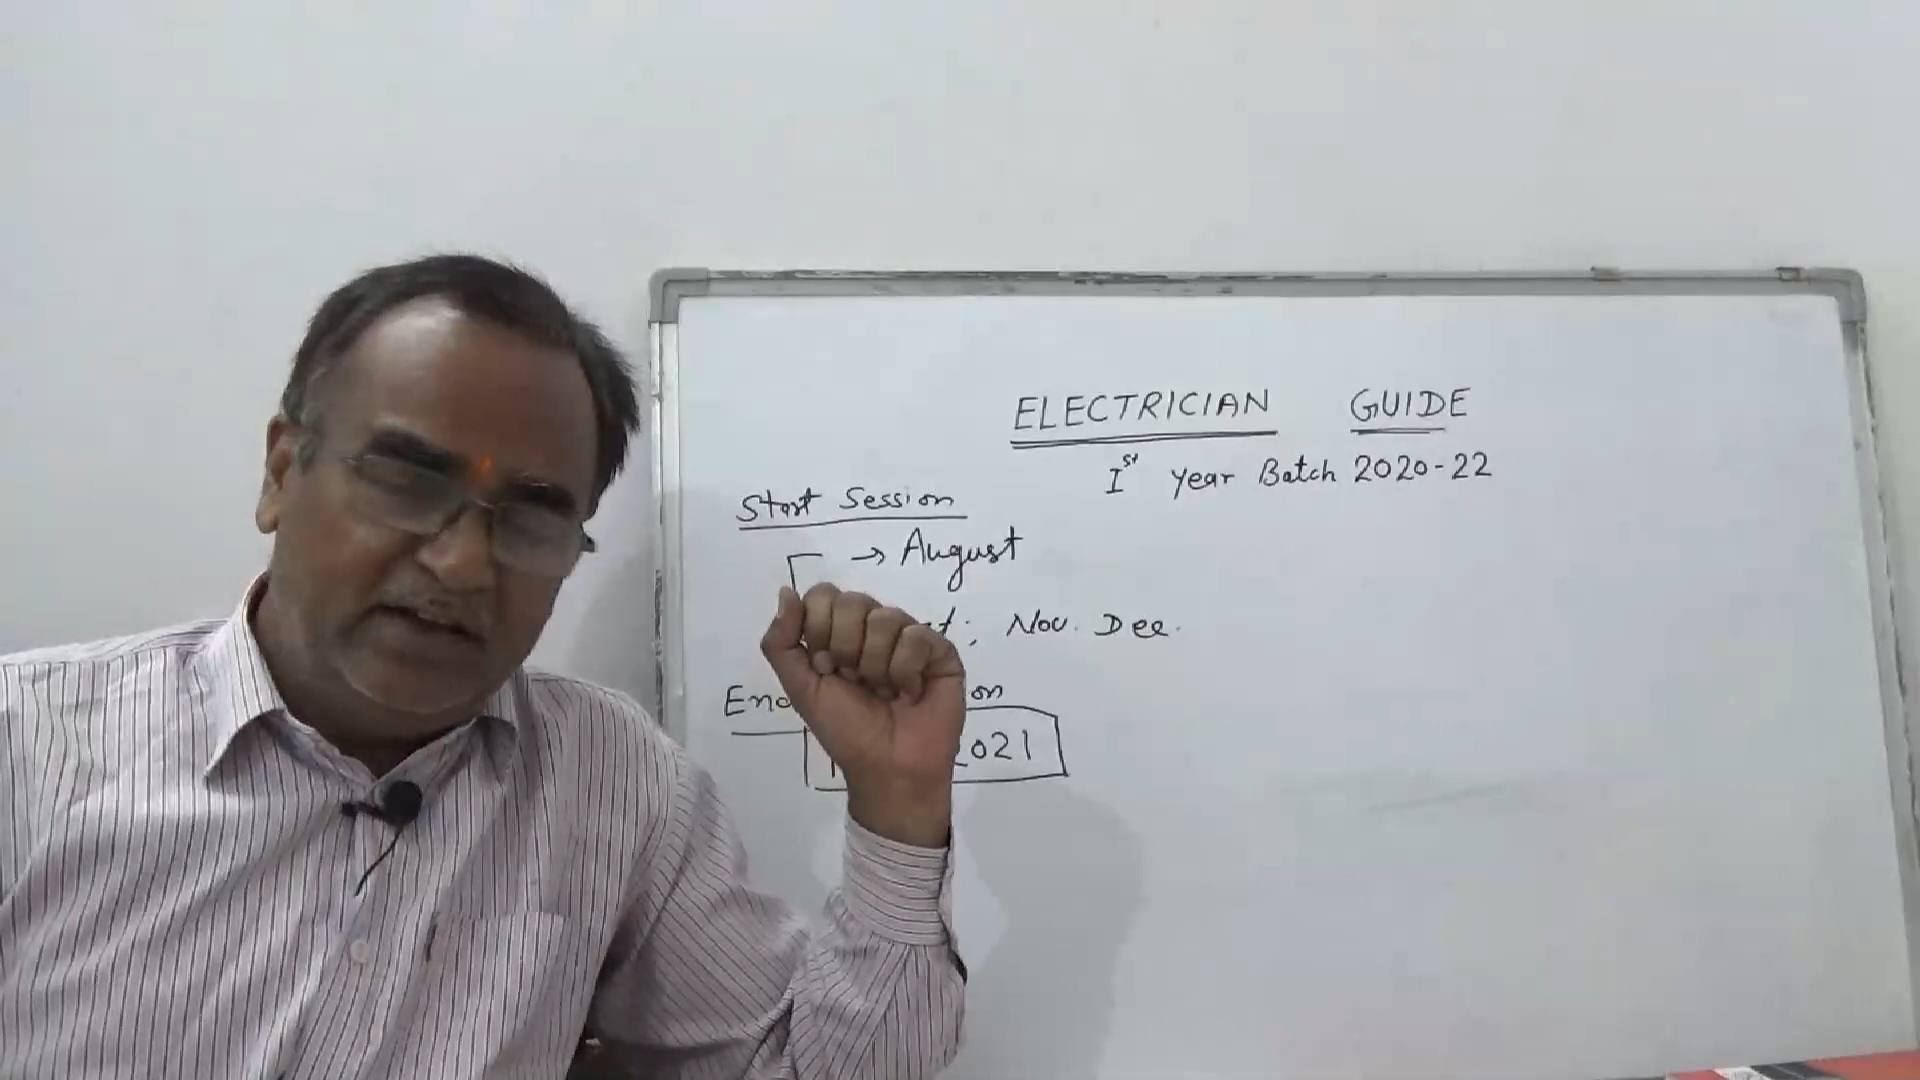 ELECTRICIAN GUIDE
Ist year Batch 2020-22
Start Session
→ August
Nov. Dec.
2021